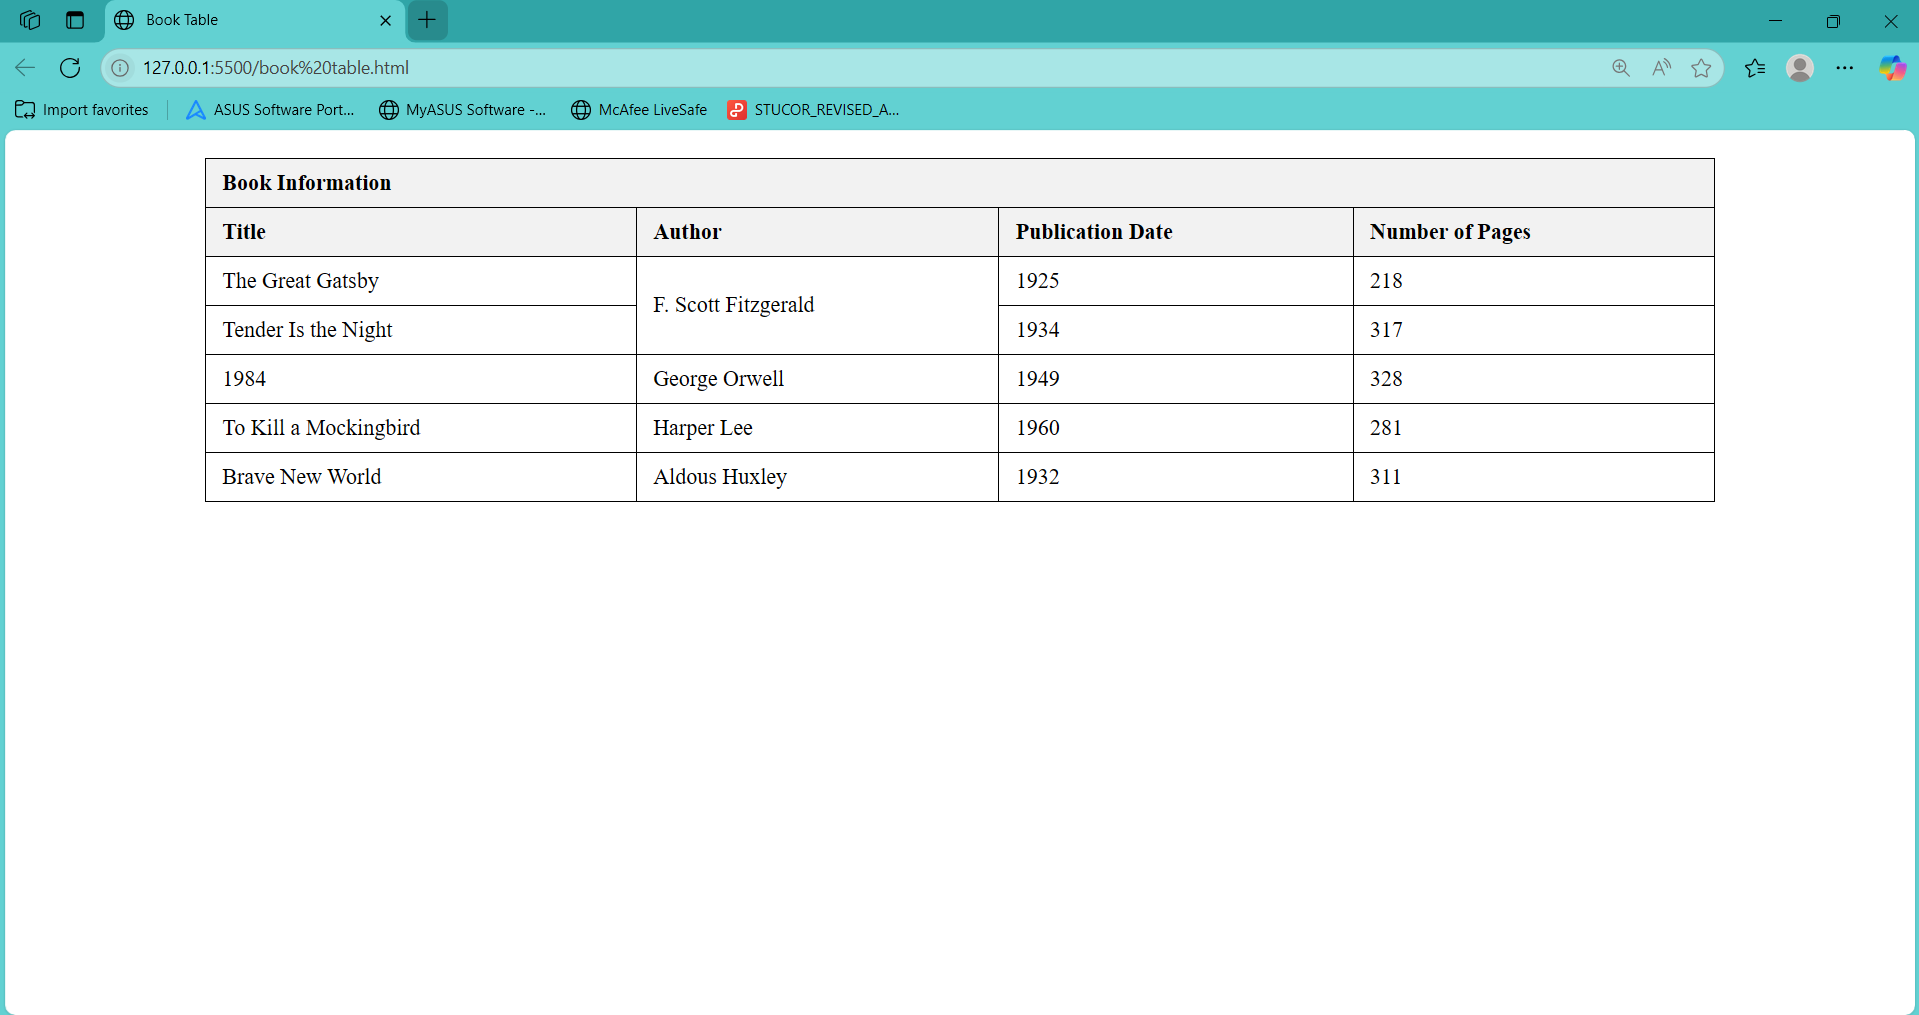 Book Table
127.0.0.1:5500/book%20table.html
Import favorites ASUS Software Port... MyASUS Software -... McAfee LiveSafe STUCOR_REVISED_A...
Book Information
Title Author Publication Date Number of Pages
The Great Gatsby F. Scott Fitzgerald 1925 218
Tender Is the Night 1934 317
1984 George Orwell 1949 328
To Kill a Mockingbird Harper Lee 1960 281
Brave New World Aldous Huxley 1932 311